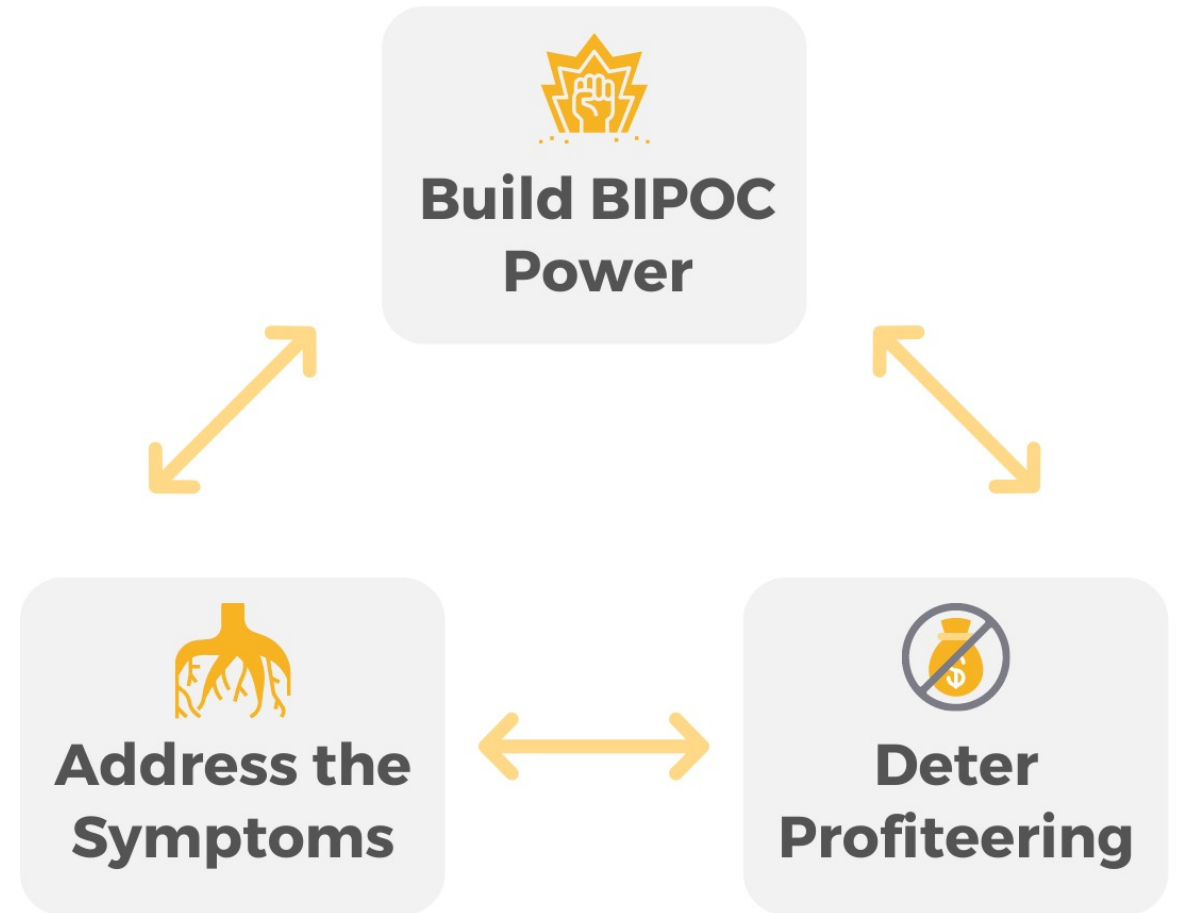 Build BIPOC
Power
Address the
Symptoms
$
Deter
Profiteering